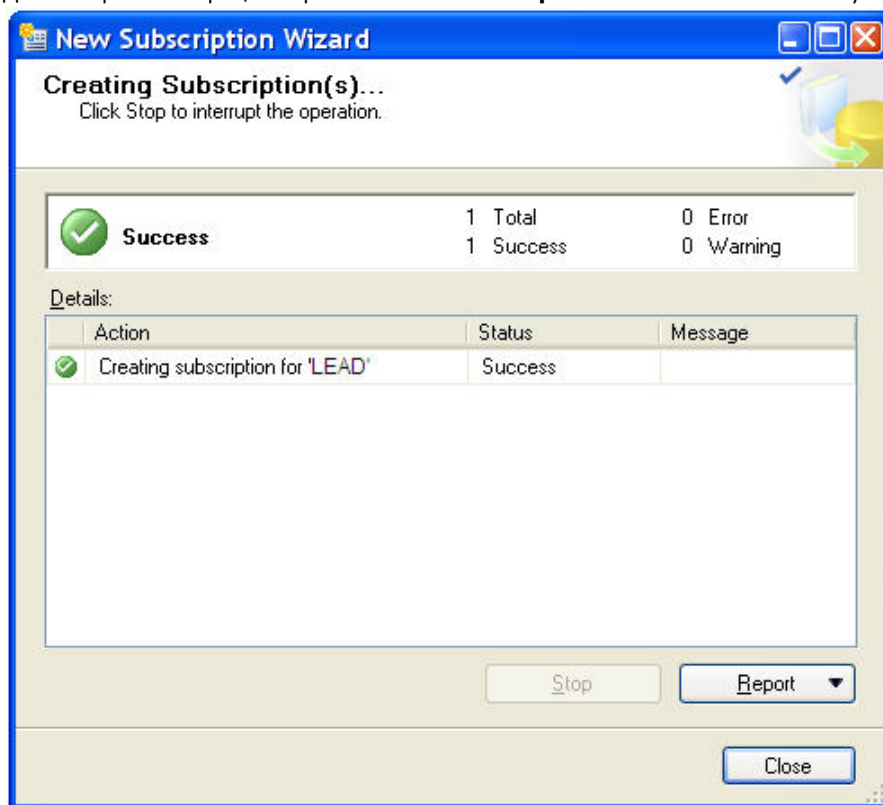 New Subscription Wizard
Creating Subscription(s)...
Click Stop to interrupt the operation.
Success
1 Total
0 Error
1 Success
0 Warning
Details:
Action Status Message
Creating subscription for 'LEAD' Success
Stop Report
Close